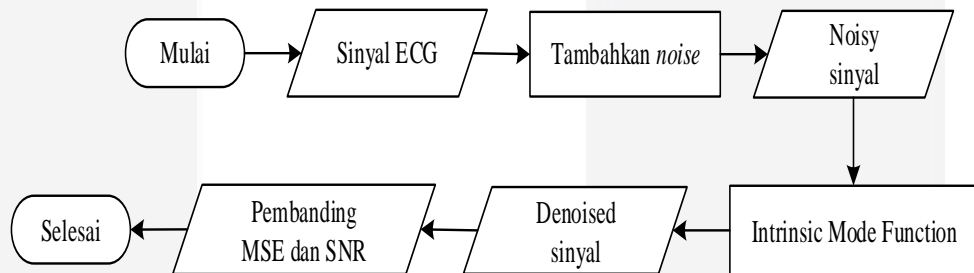 Mulai
Sinyal ECG
Tambahkan noise
Noisy
sinyal
Intrinsic Mode Function
Denoised
sinyal
Pembanding
MSE dan SNR
Selesai